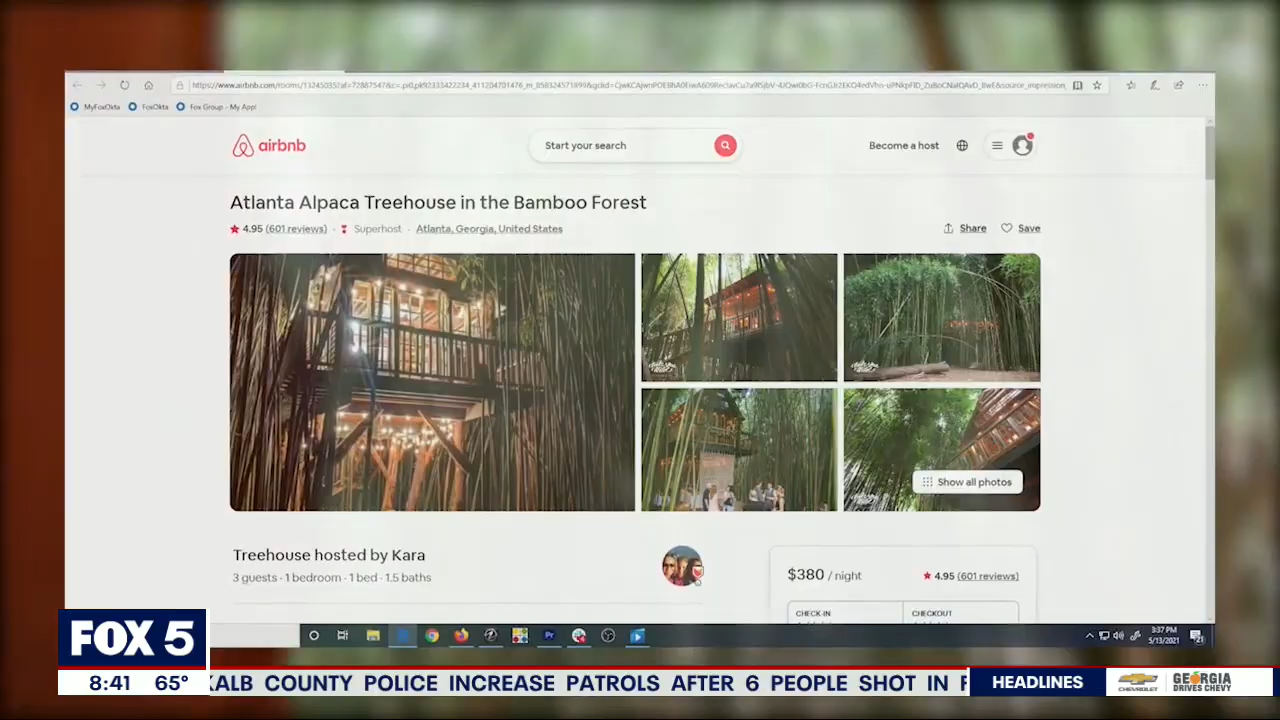 MyFoxOkta
FoxOkta
Fox Group - My App!
airbnb
Start your search
Become a host
Atlanta Alpaca Treehouse in the Bamboo Forest
4.95 (601 reviews) · Superhost · Atlanta, Georgia, United States
Share
Save
Show all photos
Treehouse hosted by Kara
3 guests · 1 bedroom · 1 bed · 1.5 baths
$380 / night
4.95 (601 reviews)
CHECK-IN
CHECKOUT
3:37 PM
5/13/2021
FOX 5
8:41 65°
KALB COUNTY POLICE INCREASE PATROLS AFTER 6 PEOPLE SHOT IN
HEADLINES
CHEVROLET
GEORGIA
DRIVES CHEVY